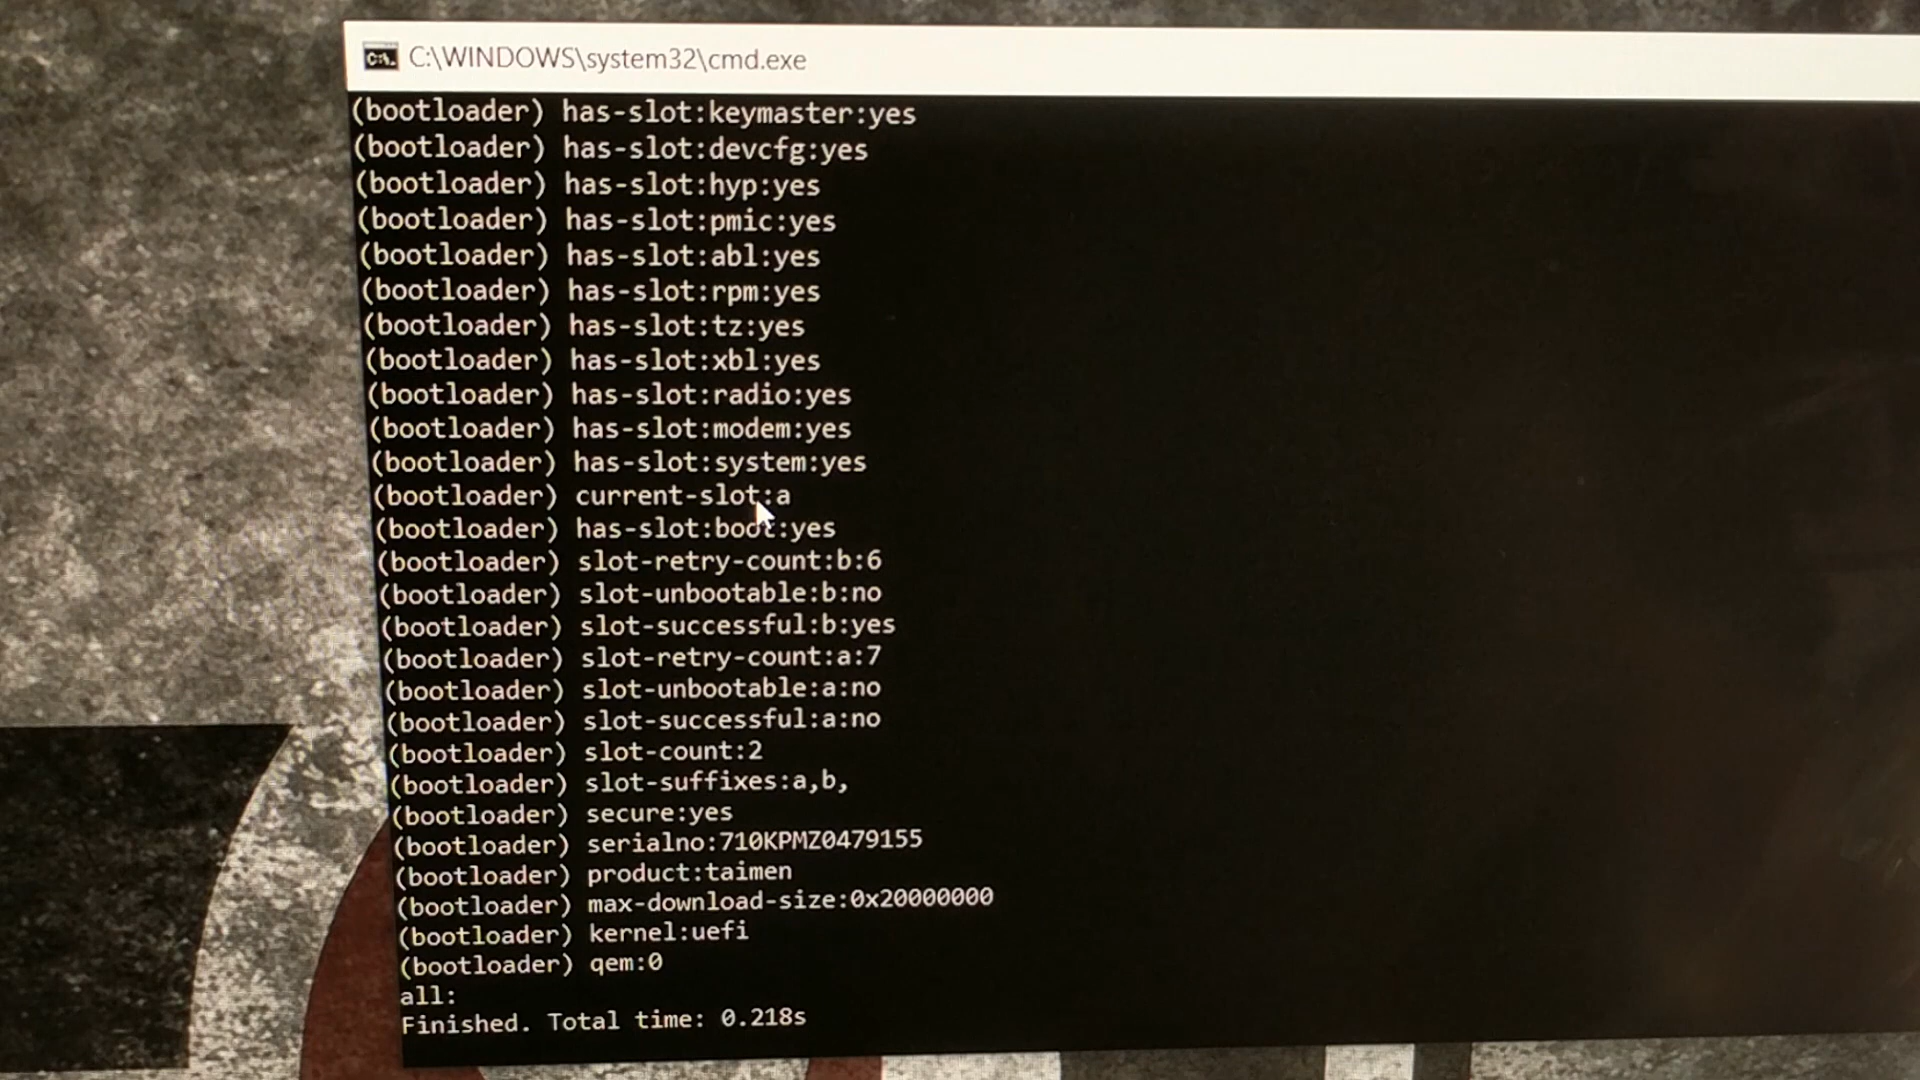 C:\WINDOWS\system32\cmd.exe
(bootloader) has-slot:keymaster:yes
(bootloader) has-slot:devcfg:yes
(bootloader) has-slot:hyp:yes
(bootloader) has-slot:pmic:yes
(bootloader) has-slot:abl:yes
(bootloader) has-slot:rpm:yes
(bootloader) has-slot:tz:yes
(bootloader) has-slot:xbl:yes
(bootloader) has-slot:radio:yes
(bootloader) has-slot:modem:yes
(bootloader) has-slot:system:yes
(bootloader) current-slot:a
(bootloader) has-slot:boot:yes
(bootloader) slot-retry-count:b:6
(bootloader) slot-unbootable:b:no
(bootloader) slot-successful:b:yes
(bootloader) slot-retry-count:a:7
(bootloader) slot-unbootable:a:no
(bootloader) slot-successful:a:no
(bootloader) slot-count:2
(bootloader) slot-suffixes:a,b,
(bootloader) secure:yes
(bootloader) serialno:710KPMZ0479155
(bootloader) product:taimen
(bootloader) max-download-size:0x20000000
(bootloader) kernel:uefi
(bootloader) qem:0
all:
Finished. Total time: 0.218s